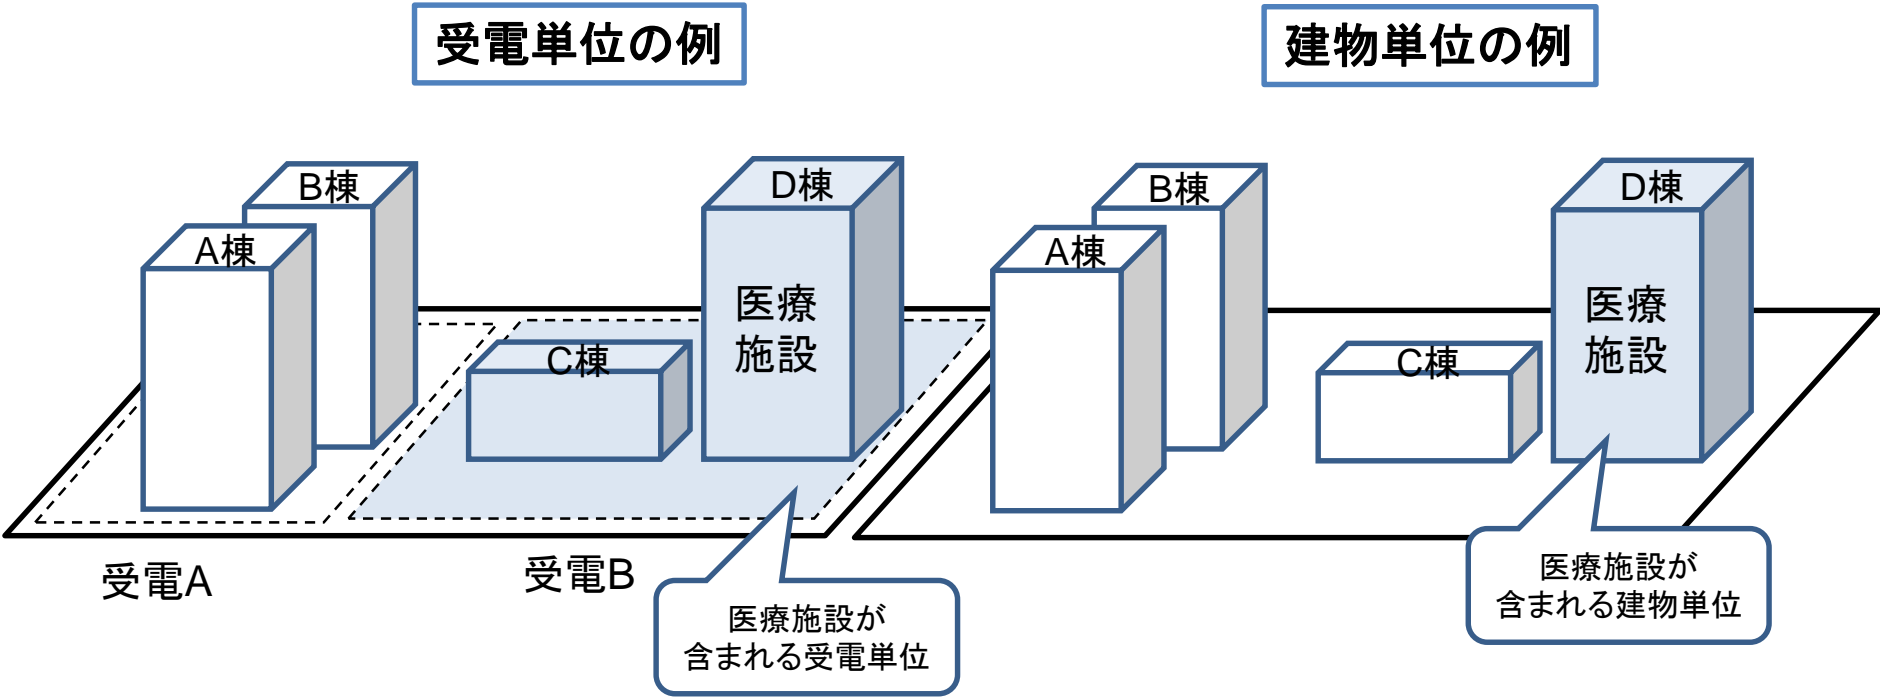 受電単位の例
B棟
A棟
D棟
医療
施設
C棟
受電A
受電B
医療施設が
含まれる受電単位
建物単位の例
B棟
A棟
D棟
医療
施設
C棟
医療施設が
含まれる建物単位